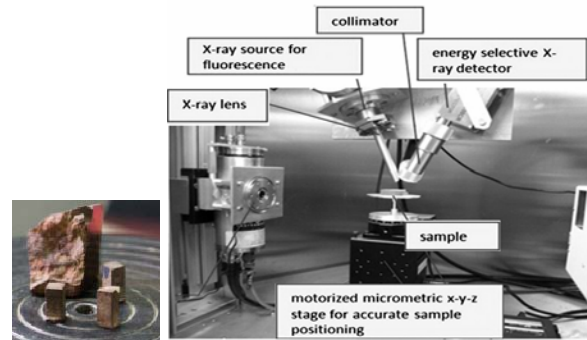 collimator
X-ray source for
fluorescence
energy selective X-
ray detector
X-ray lens
sample
motorized micrometric x-y-z
stage for accurate sample
positioning